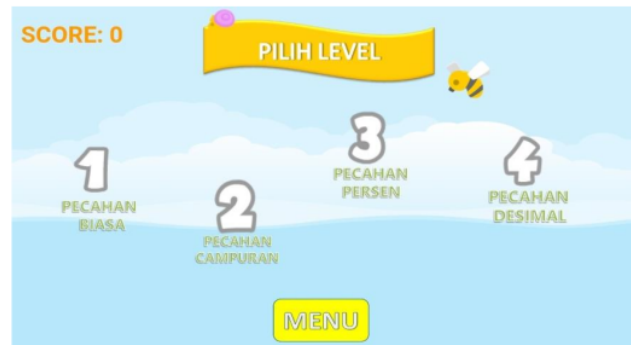 SCORE: 0
PILIH LEVEL
1
PECAHAN
BIASA
2
PECAHAN
CAMPURAN
3
PECAHAN
PERSEN
4
PECAHAN
DESIMAL
MENU